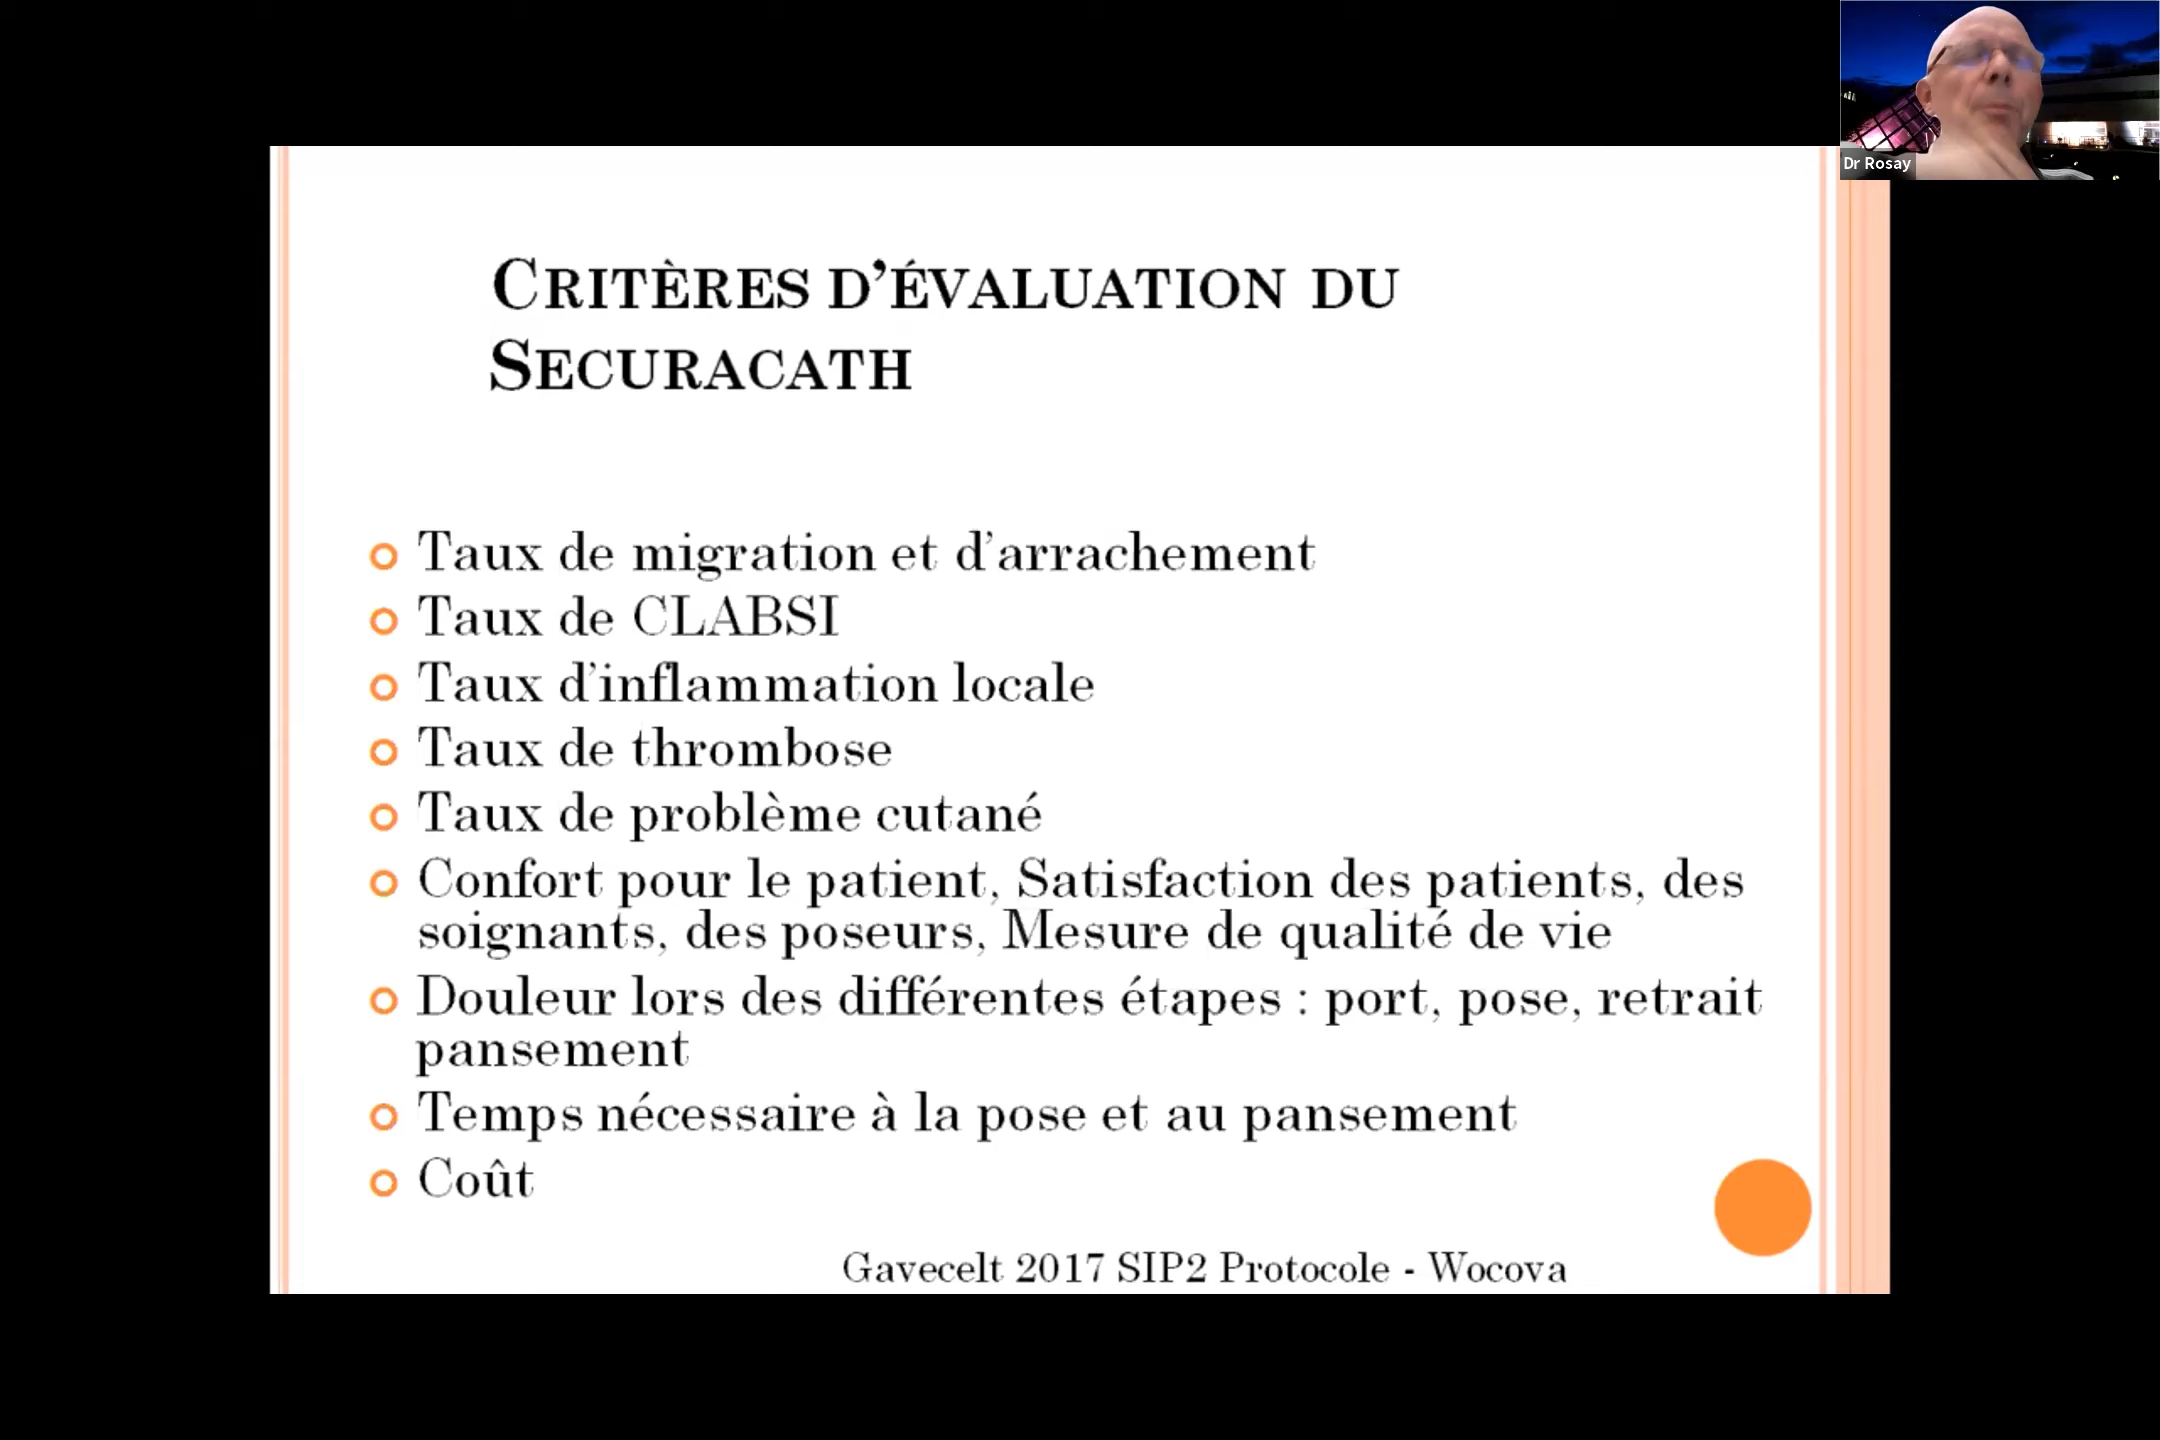 Dr Rosay
Critères d’évaluation du
Securacath
Taux de migration et d’arrachement
Taux de CLABSI
Taux d’inflammation locale
Taux de thrombose
Taux de problème cutané
Confort pour le patient, Satisfaction des patients, des
soignants, des poseurs, Mesure de qualité de vie
Douleur lors des différentes étapes : port, pose, retrait
pansement
Temps nécessaire à la pose et au pansement
Coût
Gavecelt 2017 SIP2 Protocole - Wocova